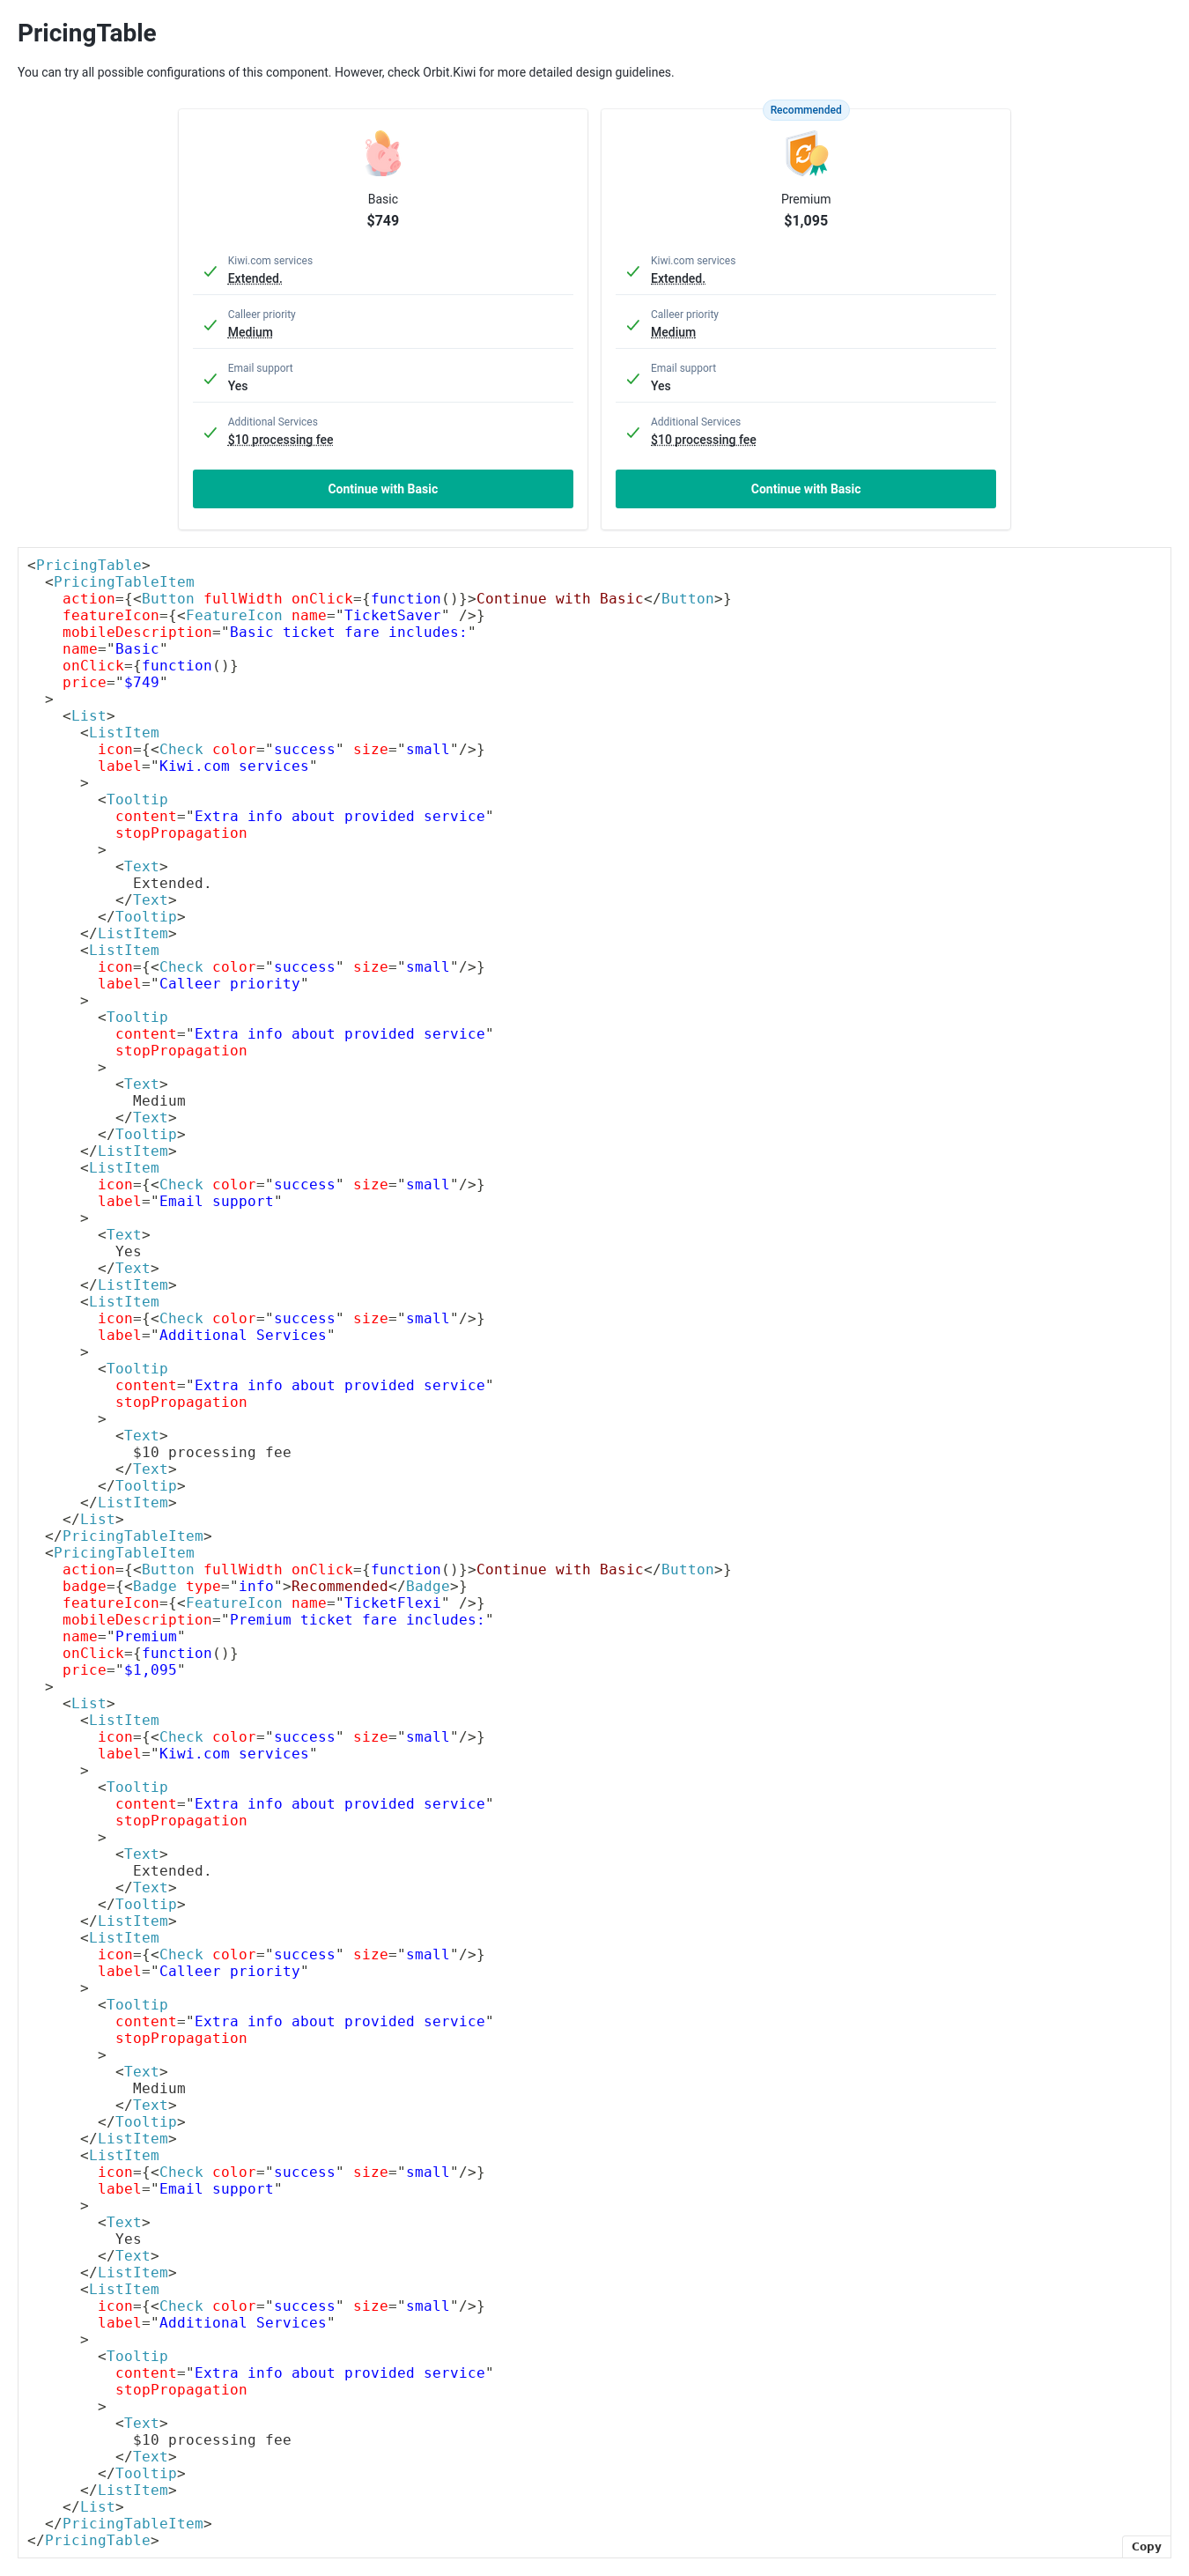 PricingTable
You can try all possible configurations of this component. However, check Orbit.Kiwi for more detailed design guidelines.
Basic
$749
Kiwi.com services
Extended.
Calleer priority
Medium
Email support
Yes
Additional Services
$10 processing fee
Continue with Basic
Recommended
Premium
$1,095
Kiwi.com services
Extended.
Calleer priority
Medium
Email support
Yes
Additional Services
$10 processing fee
Continue with Basic
<PricingTable>
  <PricingTableItem
    action={<Button fullWidth onClick={function()}>Continue with Basic</Button>}
    featureIcon={<FeatureIcon name="TicketSaver" />}
    mobileDescription="Basic ticket fare includes:"
    name="Basic"
    onClick={function()}
    price="$749"
  >
    <List>
      <ListItem
        icon={<Check color="success" size="small"/>}
        label="Kiwi.com services"
      >
        <Tooltip
          content="Extra info about provided service"
          stopPropagation
        >
          <Text>
            Extended.
          </Text>
        </Tooltip>
      </ListItem>
      <ListItem
        icon={<Check color="success" size="small"/>}
        label="Calleer priority"
      >
        <Tooltip
          content="Extra info about provided service"
          stopPropagation
        >
          <Text>
            Medium
          </Text>
        </Tooltip>
      </ListItem>
      <ListItem
        icon={<Check color="success" size="small"/>}
        label="Email support"
      >
        <Text>
          Yes
        </Text>
      </ListItem>
      <ListItem
        icon={<Check color="success" size="small"/>}
        label="Additional Services"
      >
        <Tooltip
          content="Extra info about provided service"
          stopPropagation
        >
          <Text>
            $10 processing fee
          </Text>
        </Tooltip>
      </ListItem>
    </List>
  </PricingTableItem>
  <PricingTableItem
    action={<Button fullWidth onClick={function()}>Continue with Basic</Button>}
    badge={<Badge type="info">Recommended</Badge>}
    featureIcon={<FeatureIcon name="TicketFlexi" />}
    mobileDescription="Premium ticket fare includes:"
    name="Premium"
    onClick={function()}
    price="$1,095"
  >
    <List>
      <ListItem
        icon={<Check color="success" size="small"/>}
        label="Kiwi.com services"
      >
        <Tooltip
          content="Extra info about provided service"
          stopPropagation
        >
          <Text>
            Extended.
          </Text>
        </Tooltip>
      </ListItem>
      <ListItem
        icon={<Check color="success" size="small"/>}
        label="Calleer priority"
      >
        <Tooltip
          content="Extra info about provided service"
          stopPropagation
        >
          <Text>
            Medium
          </Text>
        </Tooltip>
      </ListItem>
      <ListItem
        icon={<Check color="success" size="small"/>}
        label="Email support"
      >
        <Text>
          Yes
        </Text>
      </ListItem>
      <ListItem
        icon={<Check color="success" size="small"/>}
        label="Additional Services"
      >
        <Tooltip
          content="Extra info about provided service"
          stopPropagation
        >
          <Text>
            $10 processing fee
          </Text>
        </Tooltip>
      </ListItem>
    </List>
  </PricingTableItem>
</PricingTable>
Copy